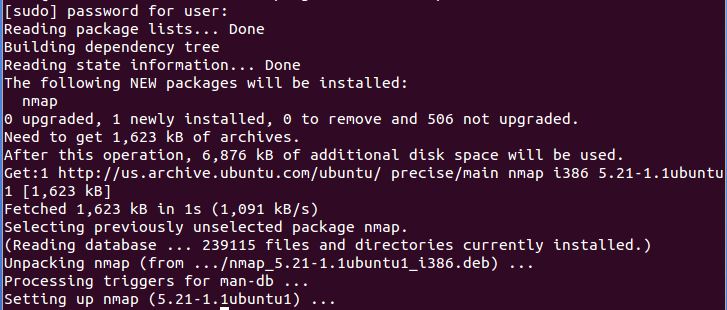 [sudo] password for user:
Reading package lists... Done
Building dependency tree
Reading state information... Done
The following NEW packages will be installed:
  nmap
0 upgraded, 1 newly installed, 0 to remove and 506 not upgraded.
Need to get 1,623 kB of archives.
After this operation, 6,876 kB of additional disk space will be used.
Get:1 http://us.archive.ubuntu.com/ubuntu/ precise/main nmap i386 5.21-1.1ubuntu
1 [1,623 kB]
Fetched 1,623 kB in 1s (1,091 kB/s)
Selecting previously unselected package nmap.
(Reading database ... 239115 files and directories currently installed.)
Unpacking nmap (from .../nmap_5.21-1.1ubuntu1_i386.deb) ...
Processing triggers for man-db ...
Setting up nmap (5.21-1.1ubuntu1) ...